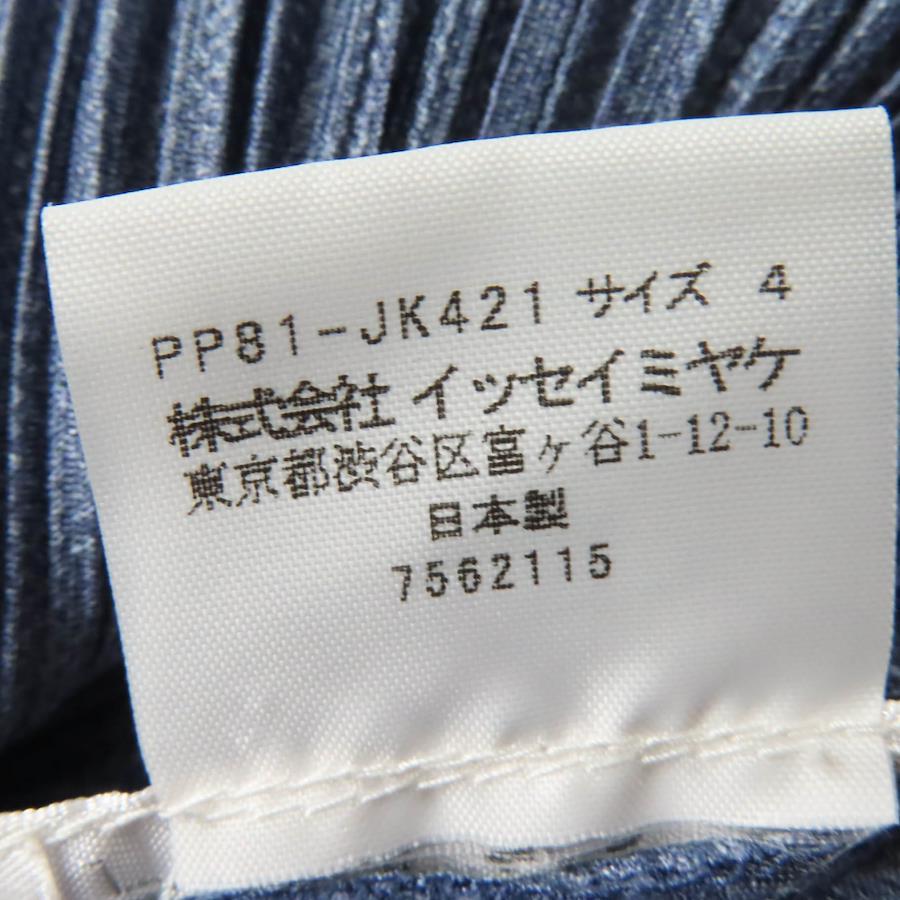 PP81-JK421 サイズ 4
株式会社 イッセイミヤケ
東京都渋谷区富ヶ谷1-12-10
日本製
7562115